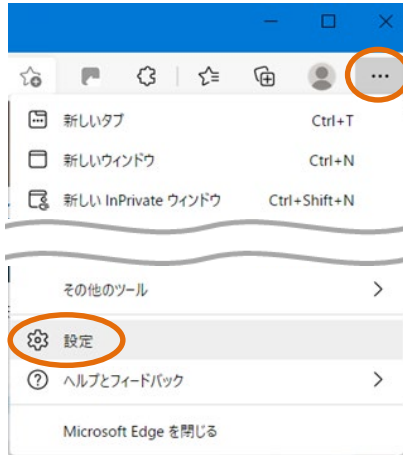 新しいタブ Ctrl+T
新しいウィンドウ Ctrl+N
新しい InPrivate ウィンドウ Ctrl+Shift+N
その他のツール
設定
ヘルプとフィードバック
Microsoft Edge を閉じる